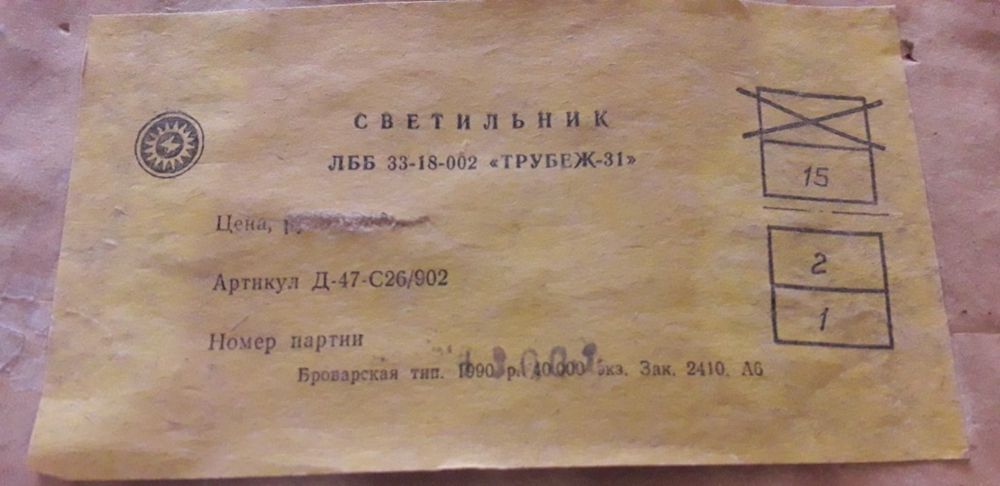 СВЕТИЛЬНИК
ЛББ 33-18-002 «ТРУБЕЖ-31»
Цена,
Артикул Д-47-С26/902
Номер партии
Броварская тип. 1990 р. 40.000 экз. Зак. 2410. А6
15
2
1